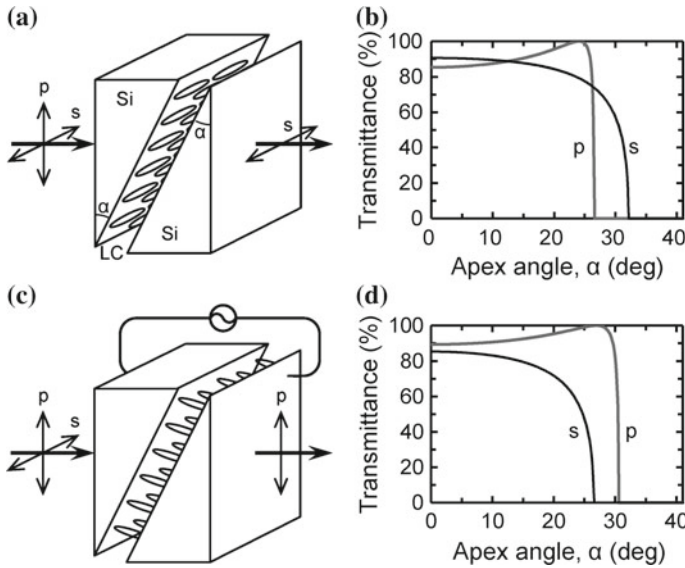 (a)
p
s
Si
α
s
α
Si
LC
(b)
Transmittance (%)
100
80
60
40
20
0
p
s
0 10 20 30 40
Apex angle, α (deg)
(c)
p
s
p
(d)
Transmittance (%)
100
80
60
40
20
0
s
p
0 10 20 30 40
Apex angle, α (deg)